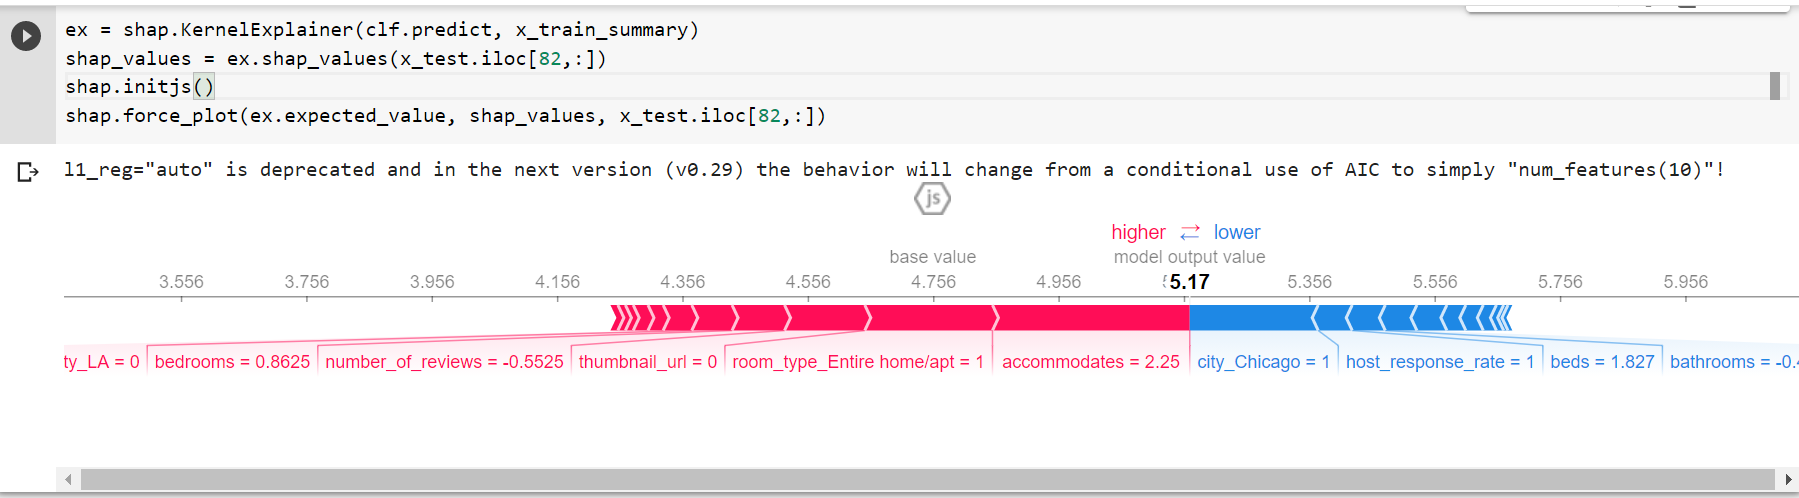 ex = shap.KernelExplainer(clf.predict, x_train_summary)
shap_values = ex.shap_values(x_test.iloc[82,:])
shap.initjs()
shap.force_plot(ex.expected_value, shap_values, x_test.iloc[82,:])
l1_reg="auto" is deprecated and in the next version (v0.29) the behavior will change from a conditional use of AIC to simply "num_features(10)"!
js
higher ⇄ lower
base value model output value
3.556 3.756 3.956 4.156 4.356 4.556 4.756 4.956 5.17 5.356 5.556 5.756 5.956
ty_LA = 0 bedrooms = 0.8625 number_of_reviews = -0.5525 thumbnail_url = 0 room_type_Entire home/apt = 1 accommodates = 2.25 city_Chicago = 1 host_response_rate = 1 beds = 1.827 bathrooms = -0.